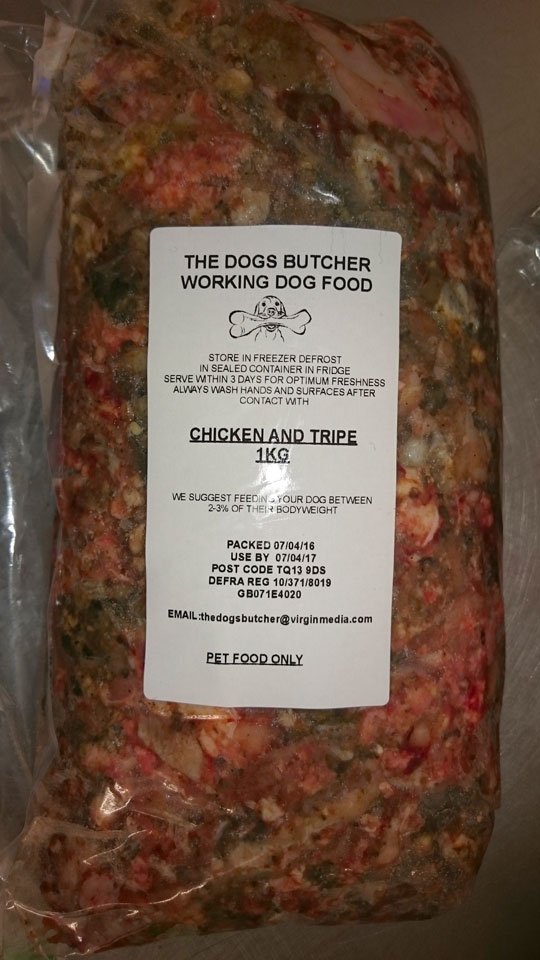 THE DOGS BUTCHER
WORKING DOG FOOD
STORE IN FREEZER DEFROST
IN SEALED CONTAINER IN FRIDGE
SERVE WITHIN 3 DAYS FOR OPTIMUM FRESHNESS
ALWAYS WASH HANDS AND SURFACES AFTER
CONTACT WITH
CHICKEN AND TRIPE
1KG
WE SUGGEST FEEDING YOUR DOG BETWEEN
2-3% OF THEIR BODYWEIGHT
PACKED 07/04/16
USE BY 07/04/17
POST CODE TQ13 9DS
DEFRA REG 10/371/8019
GB071E4020
EMAIL:thedogsbutcher@virginmedia.com
PET FOOD ONLY